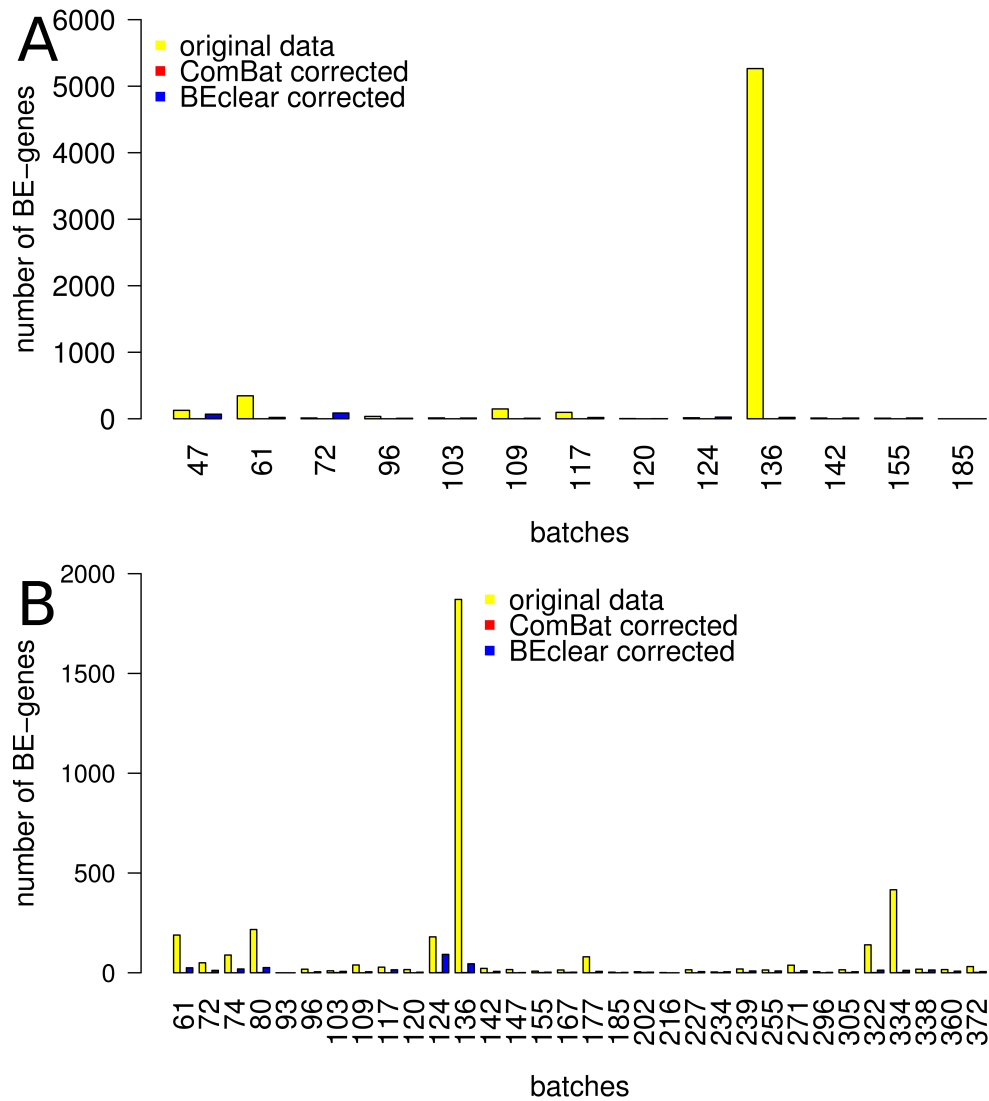 A
number of BE−genes
6000
5000
4000
3000
2000
1000
0
original data
ComBat corrected
BEclear corrected
47 61 72 96 103 109 117 120 124 136 142 155 185
batches
B
number of BE−genes
2000
1500
1000
500
0
original data
ComBat corrected
BEclear corrected
61 72 74 80 93 96 103 109 117 120 124 136 142 147 155 167 177 185 202 216 227 234 239 255 271 296 305 322 334 338 360 372
batches